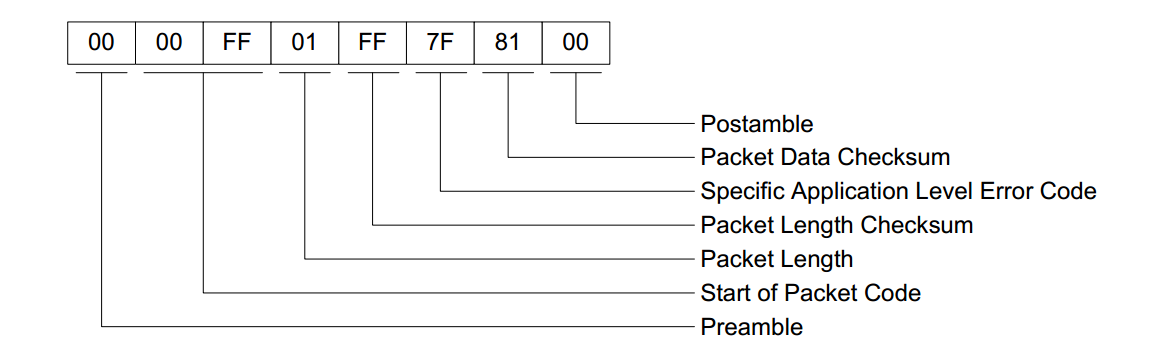 00 00 FF 01 FF 7F 81 00
Postamble
Packet Data Checksum
Specific Application Level Error Code
Packet Length Checksum
Packet Length
Start of Packet Code
Preamble